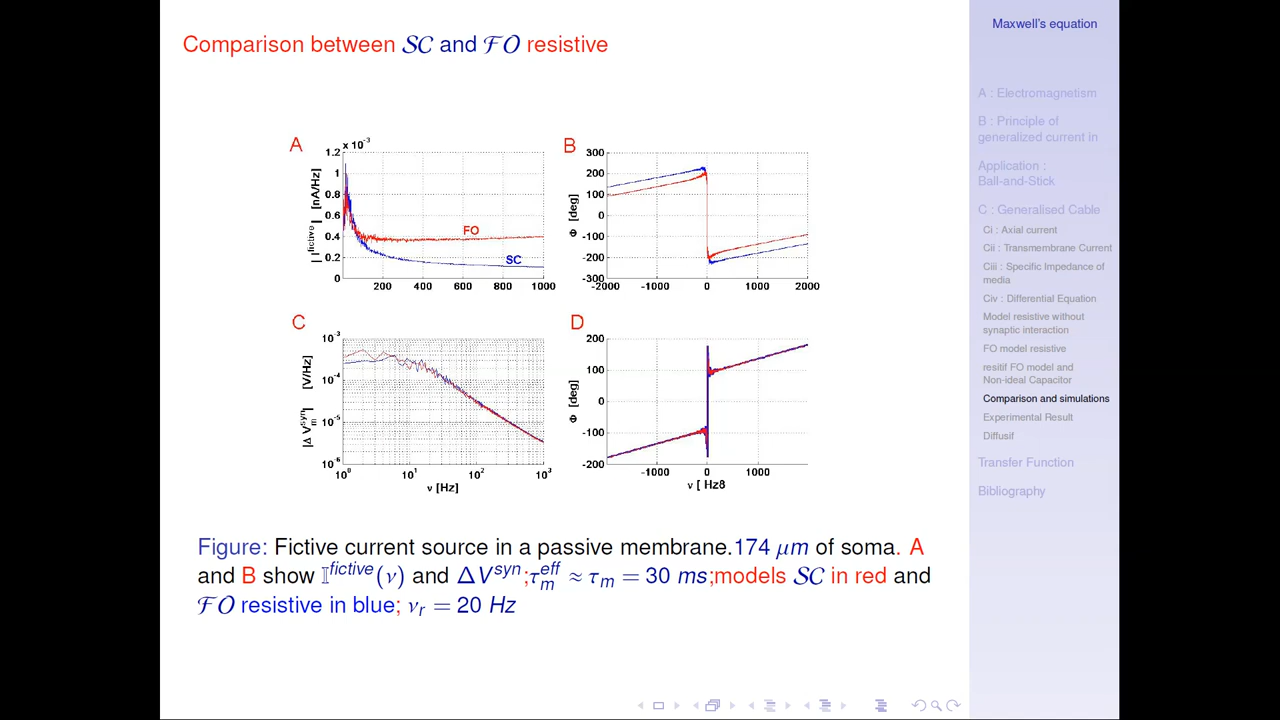 Comparison between SC and FO resistive
A
x 10⁻³
1.2
1
0.8
0.6
0.4
0.2
0
| I^fictive | [nA/Hz]
FO
SC
200 400 600 800 1000
B
300
200
100
0
-100
-200
-300
Φ [deg]
-2000 -1000 0 1000 2000
C
10⁻³
10⁻⁴
10⁻⁵
10⁻⁶
|Δ V_m^syn| [V/Hz]
10⁰ 10¹ 10² 10³
ν [Hz]
D
200
100
0
-100
-200
Φ [deg]
-1000 0 1000
ν [ Hz8
Figure: Fictive current source in a passive membrane.174 μm of soma. A
and B show 𝕀^fictive(ν) and ΔV^syn;τ_m^eff ≈ τ_m = 30 ms;models SC in red and
FO resistive in blue; ν_r = 20 Hz
Maxwell's equation
A : Electromagnetism
B : Principle of
generalized current in
Application :
Ball-and-Stick
C : Generalised Cable
Ci : Axial current
Cii : Transmembrane Current
Ciii : Specific Impedance of
media
Civ : Differential Equation
Model resistive without
synaptic interaction
FO model resistive
resitif FO model and
Non-ideal Capacitor
Comparison and simulations
Experimental Result
Diffusif
Transfer Function
Bibliography